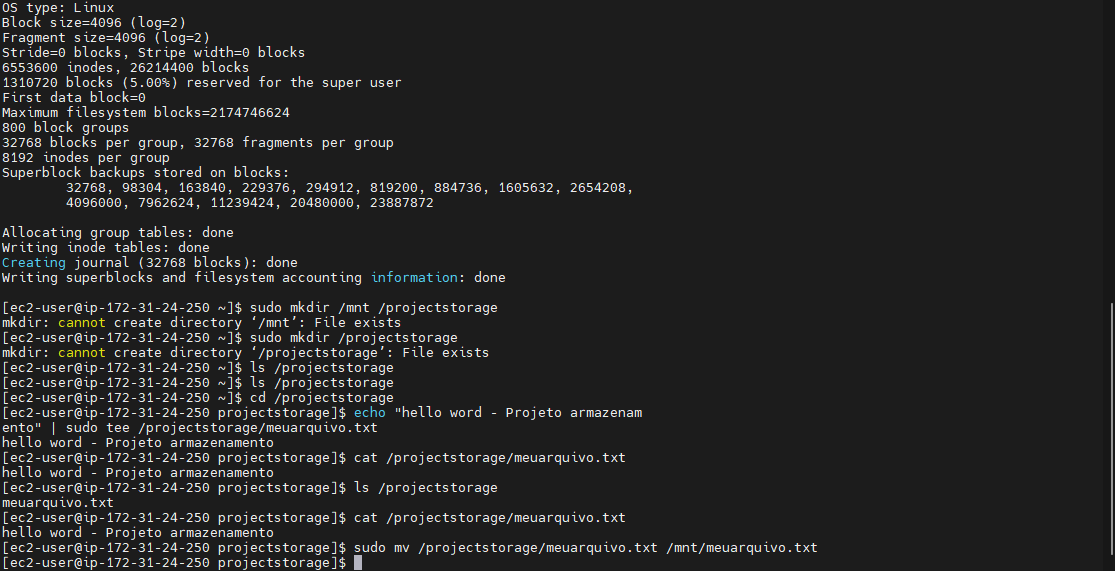 OS type: Linux
Block size=4096 (log=2)
Fragment size=4096 (log=2)
Stride=0 blocks, Stripe width=0 blocks
6553600 inodes, 26214400 blocks
1310720 blocks (5.00%) reserved for the super user
First data block=0
Maximum filesystem blocks=2174746624
800 block groups
32768 blocks per group, 32768 fragments per group
8192 inodes per group
Superblock backups stored on blocks:
        32768, 98304, 163840, 229376, 294912, 819200, 884736, 1605632, 2654208,
        4096000, 7962624, 11239424, 20480000, 23887872

Allocating group tables: done
Writing inode tables: done
Creating journal (32768 blocks): done
Writing superblocks and filesystem accounting information: done

[ec2-user@ip-172-31-24-250 ~]$ sudo mkdir /mnt /projectstorage
mkdir: cannot create directory ‘/mnt’: File exists
[ec2-user@ip-172-31-24-250 ~]$ sudo mkdir /projectstorage
mkdir: cannot create directory ‘/projectstorage’: File exists
[ec2-user@ip-172-31-24-250 ~]$ ls /projectstorage
[ec2-user@ip-172-31-24-250 ~]$ ls /projectstorage
[ec2-user@ip-172-31-24-250 ~]$ cd /projectstorage
[ec2-user@ip-172-31-24-250 projectstorage]$ echo "hello word - Projeto armazenam
ento" | sudo tee /projectstorage/meuarquivo.txt
hello word - Projeto armazenamento
[ec2-user@ip-172-31-24-250 projectstorage]$ cat /projectstorage/meuarquivo.txt
hello word - Projeto armazenamento
[ec2-user@ip-172-31-24-250 projectstorage]$ ls /projectstorage
meuarquivo.txt
[ec2-user@ip-172-31-24-250 projectstorage]$ cat /projectstorage/meuarquivo.txt
hello word - Projeto armazenamento
[ec2-user@ip-172-31-24-250 projectstorage]$ sudo mv /projectstorage/meuarquivo.txt /mnt/meuarquivo.txt
[ec2-user@ip-172-31-24-250 projectstorage]$